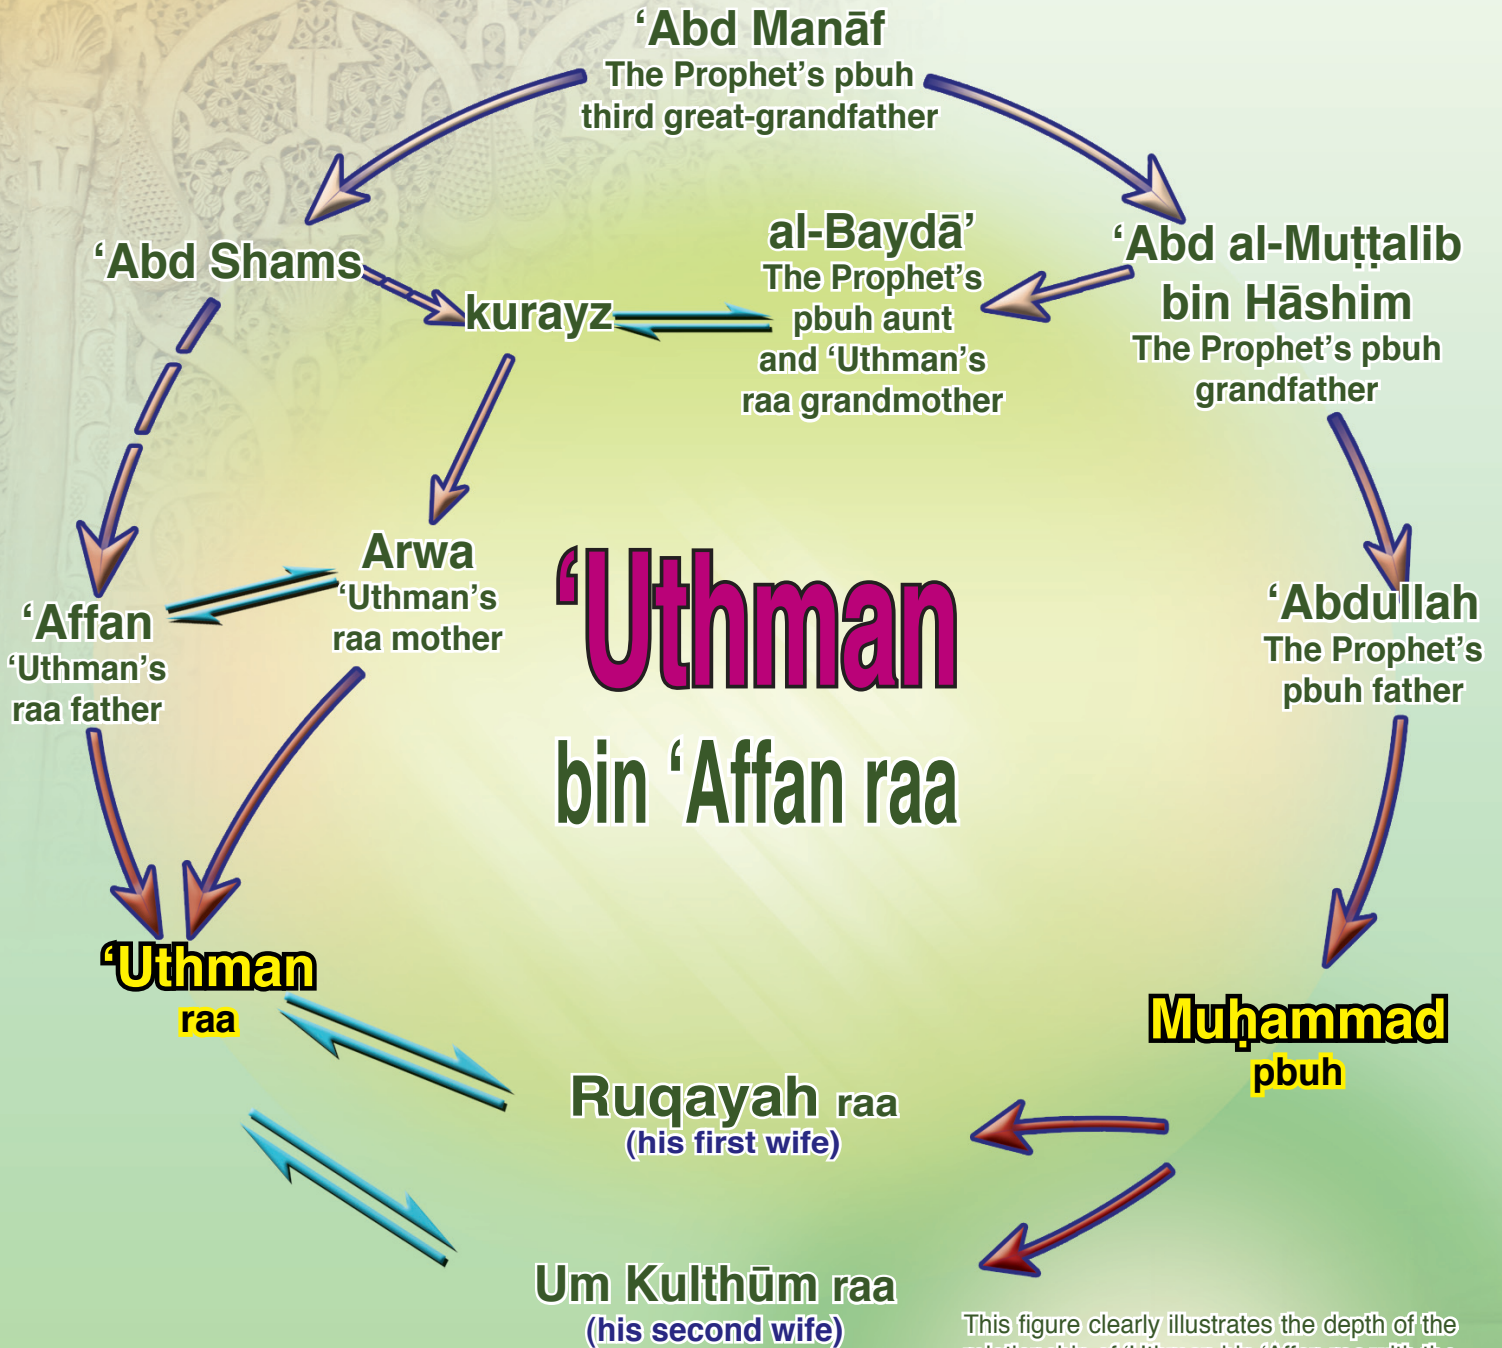 ‘Abd Manāf
The Prophet’s pbuh
third great-grandfather
‘Abd Shams
kurayz
al-Baydā’
The Prophet’s
pbuh aunt
and ‘Uthman’s
raa grandmother
‘Abd al-Muṭṭalib
bin Hāshim
The Prophet’s pbuh
grandfather
‘Affan
‘Uthman’s
raa father
Arwa
‘Uthman’s
raa mother
‘Uthman
bin ‘Affan raa
‘Abdullah
The Prophet’s
pbuh father
‘Uthman
raa
Muḥammad
pbuh
Ruqayah raa
(his first wife)
Um Kulthūm raa
(his second wife)
This figure clearly illustrates the depth of the